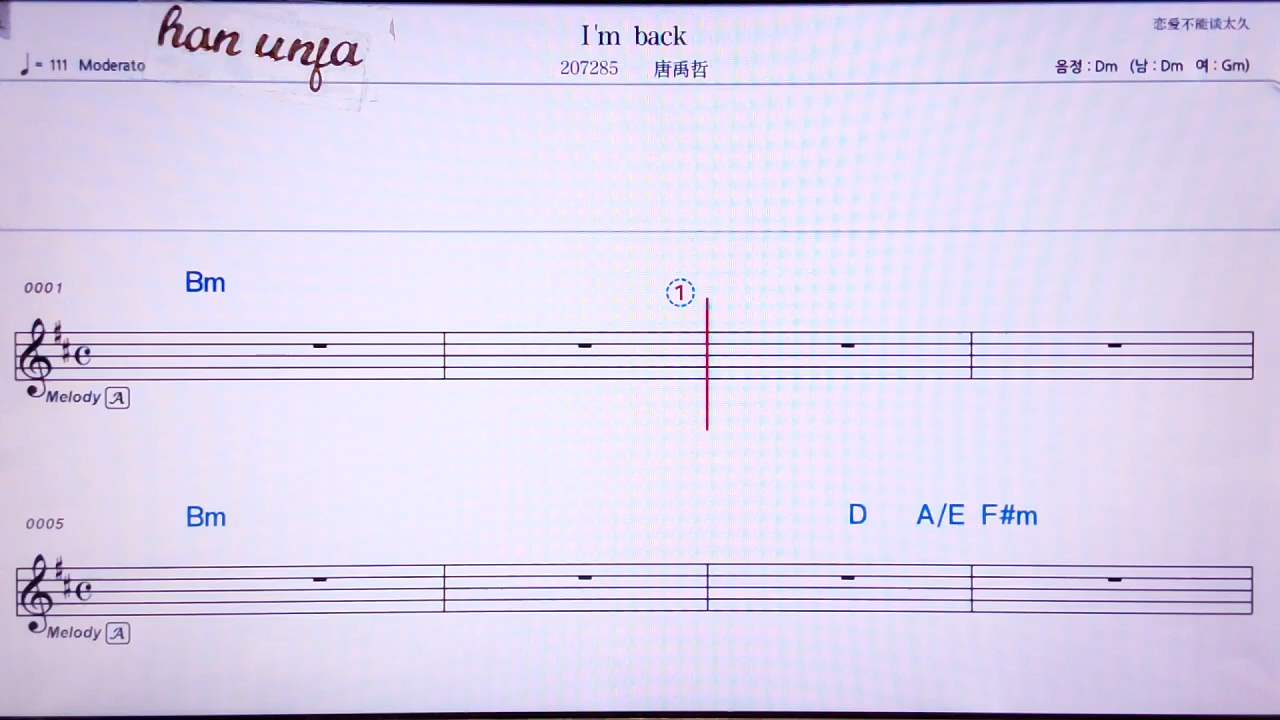 han unja
I'm back
恋爱不能谈太久
♩= 111 Moderato
207285 唐禹哲
음정 : Dm (남 : Dm 여 : Gm)
0001 Bm 1
Melody A
0005 Bm D A/E F#m
Melody A